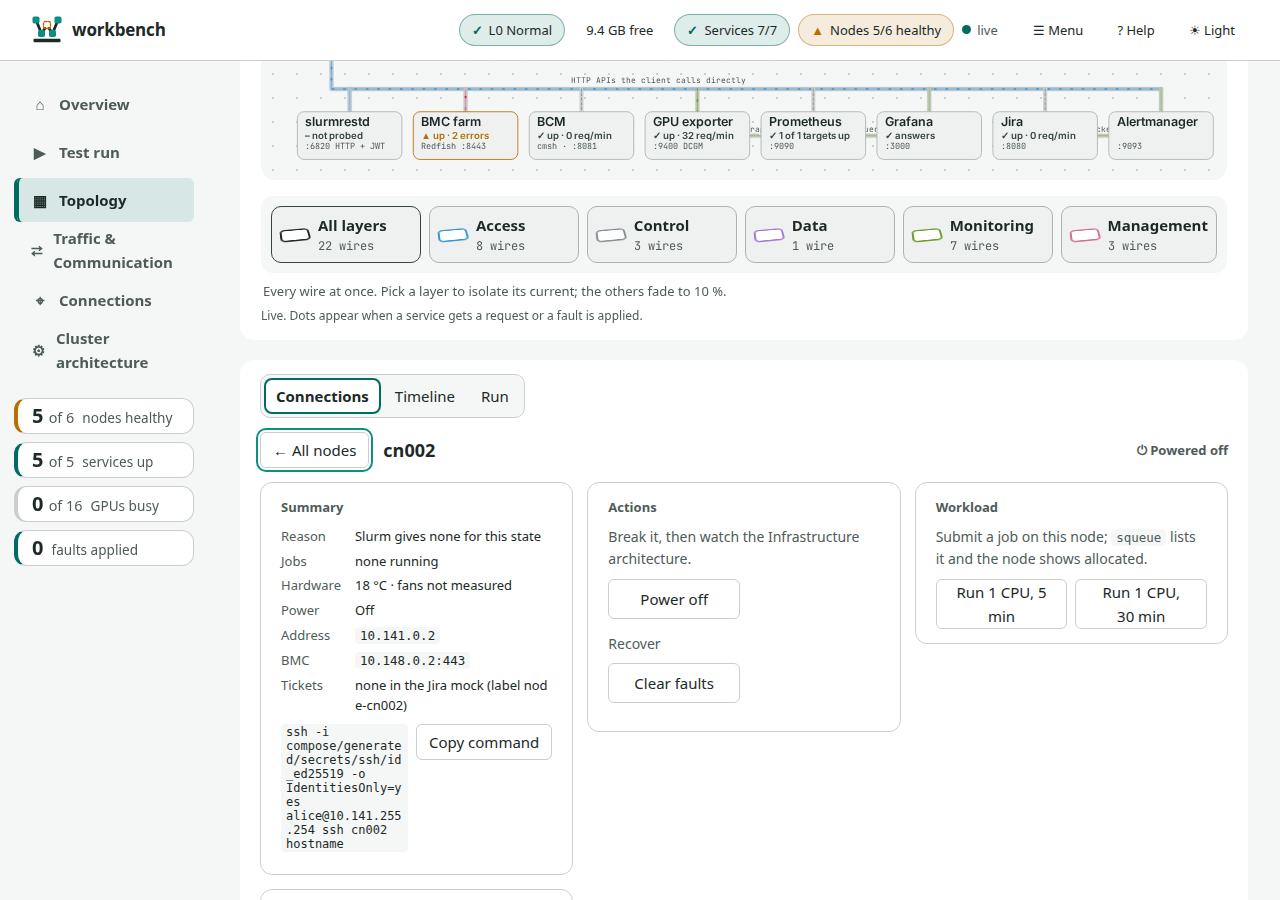 workbench
✓ L0 Normal
9.4 GB free
✓ Services 7/7
▲ Nodes 5/6 healthy
live
☰ Menu
? Help
☀ Light
Overview
Test run
Topology
Traffic &
Communication
Connections
Cluster
architecture
5 of 6 nodes healthy
5 of 5 services up
0 of 16 GPUs busy
0 faults applied
HTTP APIs the client calls directly
slurmrestd
– not probed
:6820 HTTP + JWT
BMC farm
▲ up · 2 errors
Redfish :8443
BCM
✓ up · 0 req/min
cmsh · :8081
GPU exporter
✓ up · 32 req/min
:9400 DCGM
Prometheus
✓ 1 of 1 targets up
:9090
Grafana
✓ answers
:3000
Jira
✓ up · 0 req/min
:8080
Alertmanager
:9093
All layers
22 wires
Access
8 wires
Control
3 wires
Data
1 wire
Monitoring
7 wires
Management
3 wires
Every wire at once. Pick a layer to isolate its current; the others fade to 10 %.
Live. Dots appear when a service gets a request or a fault is applied.
Connections
Timeline
Run
← All nodes
cn002
⏻ Powered off
Summary
Reason Slurm gives none for this state
Jobs none running
Hardware 18 °C · fans not measured
Power Off
Address 10.141.0.2
BMC 10.148.0.2:443
Tickets none in the Jira mock (label nod
e-cn002)
ssh -i
compose/generate
d/secrets/ssh/id
_ed25519 -o
IdentitiesOnly=y
es
alice@10.141.255
.254 ssh cn002
hostname
Copy command
Actions
Break it, then watch the Infrastructure
architecture.
Power off
Recover
Clear faults
Workload
Submit a job on this node; squeue lists
it and the node shows allocated.
Run 1 CPU, 5
min
Run 1 CPU,
30 min